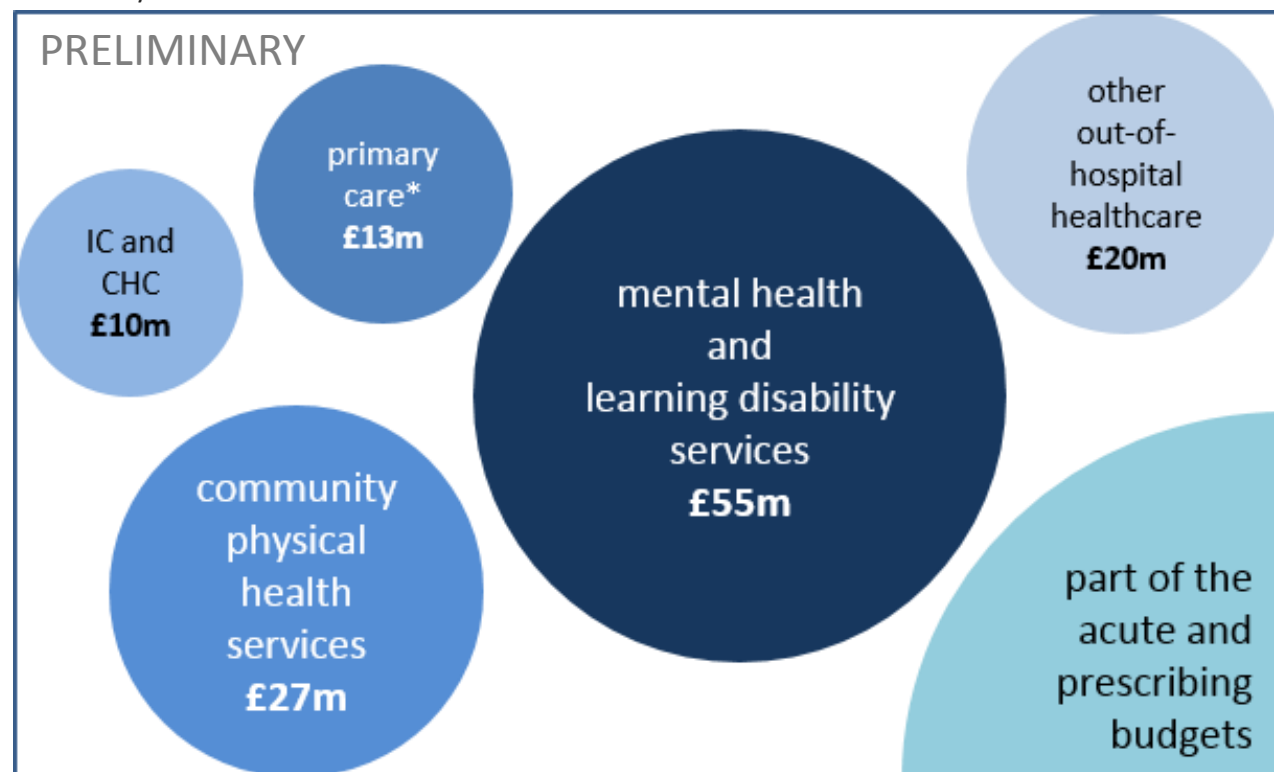 PRELIMINARY
primary
care*
£13m
other
out-of-
hospital
healthcare
£20m
IC and
CHC
£10m
mental health
and
learning disability
services
£55m
community
physical
health
services
£27m
part of the
acute and
prescribing
budgets